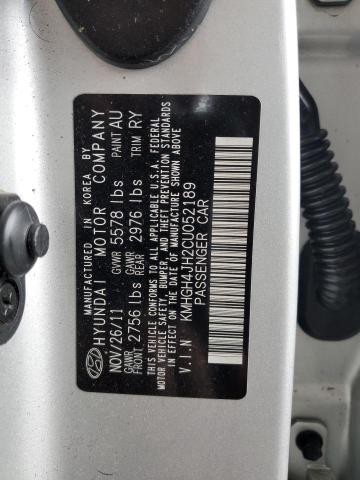 MANUFACTURED IN KOREA BY
HYUNDAI MOTOR COMPANY
NOV/26/11 GVWR 5578 lbs PAINT AU
GAWR FRONT 2756 lbs GAWR REAR 2976 lbs TRIM RY
THIS VEHICLE CONFORMS TO ALL APPLICABLE U.S.A. FEDERAL
MOTOR VEHICLE SAFETY, BUMPER, AND THEFT PREVENTION
STANDARDS IN EFFECT ON THE DATE OF MANUFACTURE SHOWN ABOVE
V.I.N KMHGH4JH2CU052189
PASSENGER CAR